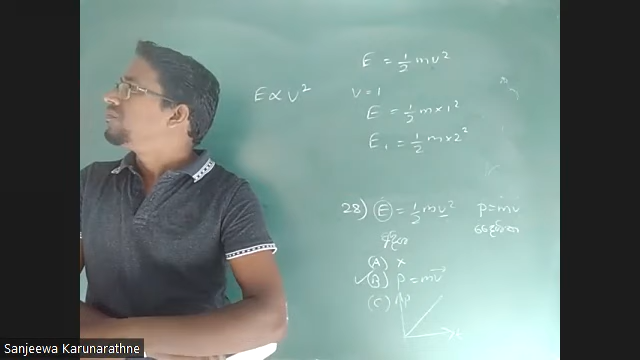 E = 1/2 mv²
E ∝ v²
v = 1
E = 1/2 m × 1²
E₁ = 1/2 m × 2²
28) E = 1/2 mv² p = mv
(A) ×
✓(B) p = mv⃗
(C) p
t
Sanjeewa Karunarathne